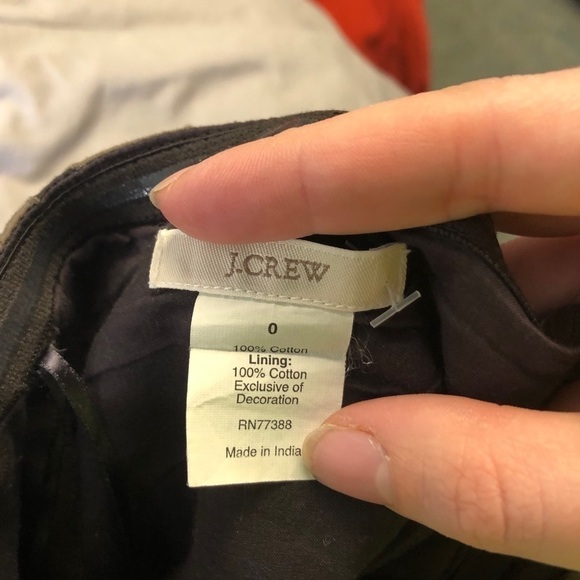 J.CREW
0
100% Cotton
Lining:
100% Cotton
Exclusive of
Decoration
RN77388
Made in India